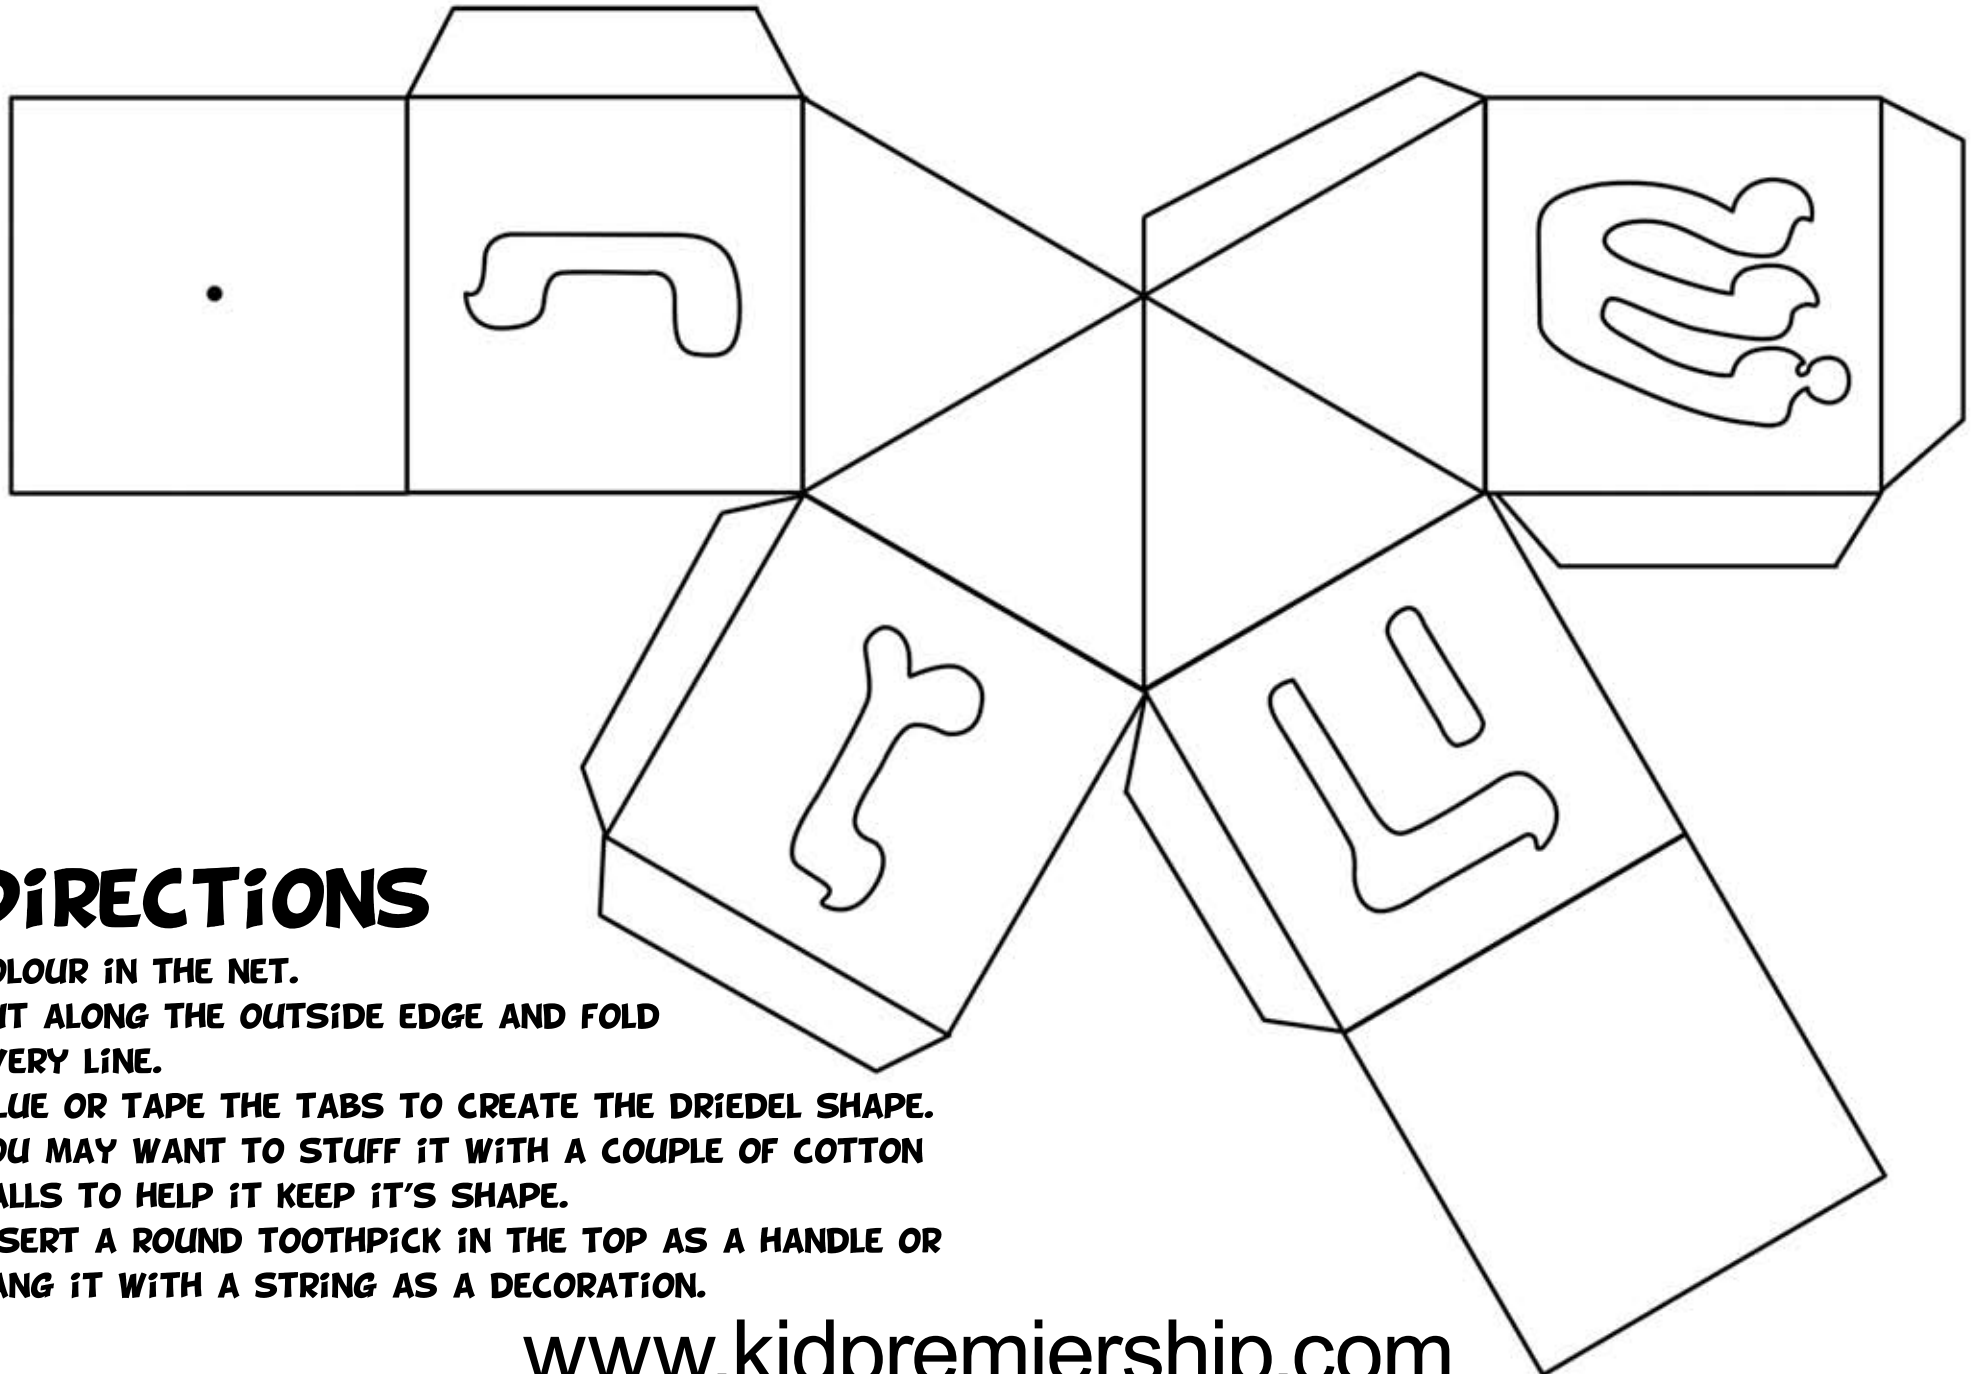 נ
ש
ג
ה
DIRECTIONS
OLOUR IN THE NET.
UT ALONG THE OUTSIDE EDGE AND FOLD
VERY LINE.
LUE OR TAPE THE TABS TO CREATE THE DRIEDEL SHAPE.
OU MAY WANT TO STUFF IT WITH A COUPLE OF COTTON
ALLS TO HELP IT KEEP IT'S SHAPE.
SERT A ROUND TOOTHPICK IN THE TOP AS A HANDLE OR
ANG IT WITH A STRING AS A DECORATION.
www.kidpremiership.com